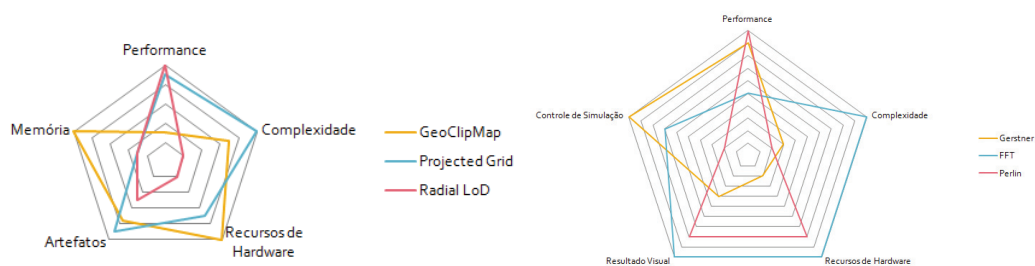 Performance
Memória
Complexidade
Artefatos
Recursos de
Hardware
GeoClipMap
Projected Grid
Radial LoD
Performance
Controle de Simulação
Complexidade
Resultado Visual
Recursos de Hardware
Gerstner
FFT
Perlin